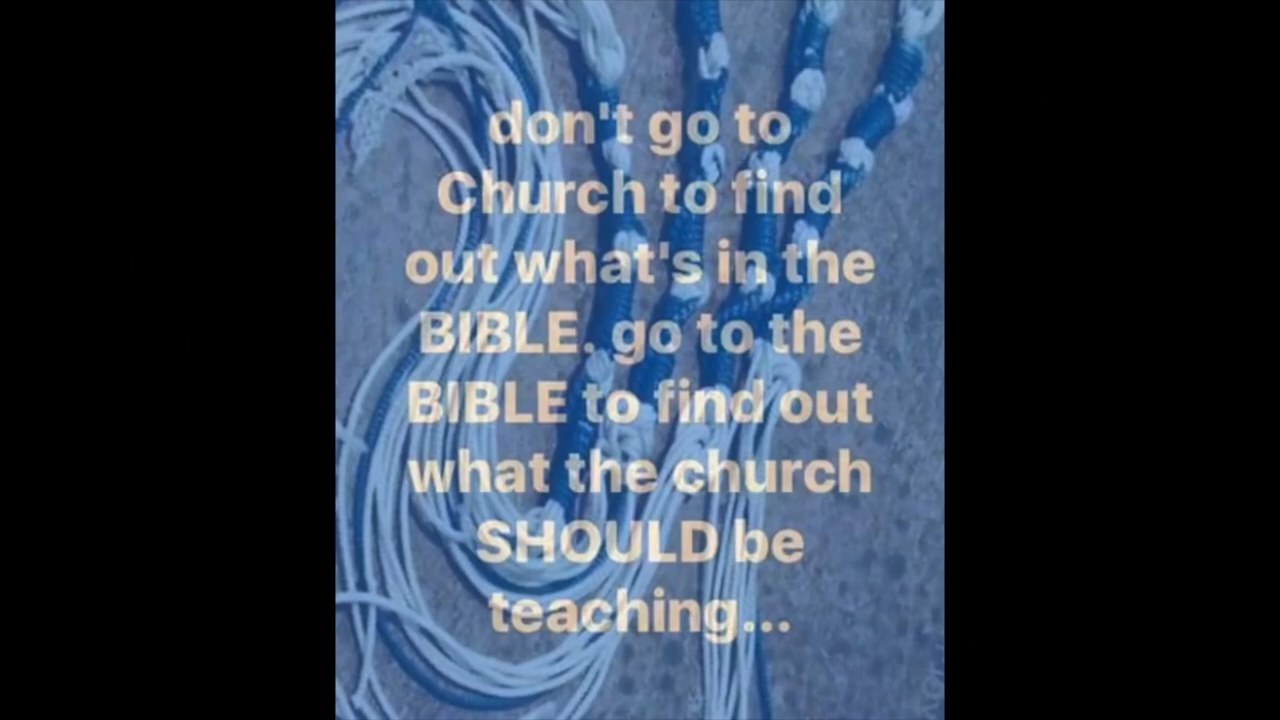 don't go to
Church to find
out what's in the
BIBLE. go to the
BIBLE to find out
what the church
SHOULD be
teaching...